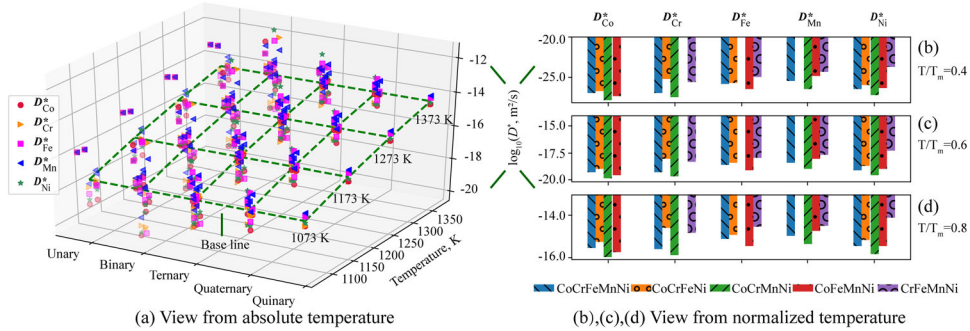 D*Co
D*Cr
D*Fe
D*Mn
D*Ni
-12
-14
-16
-18
-20
log10(D*, m²/s)
1373 K
1273 K
1173 K
1073 K
Base line
Unary
Binary
Ternary
Quaternary
Quinary
1100
1150
1200
1250
1300
1350
Temperature, K
(a) View from absolute temperature
D*Co D*Cr D*Fe D*Mn D*Ni
-20.0
-25.0
(b)
T/Tm=0.4
-15.0
-17.5
-20.0
(c)
T/Tm=0.6
-14.0
-16.0
(d)
T/Tm=0.8
CoCrFeMnNi CoCrFeNi CoCrMnNi CoFeMnNi CrFeMnNi
(b),(c),(d) View from normalized temperature